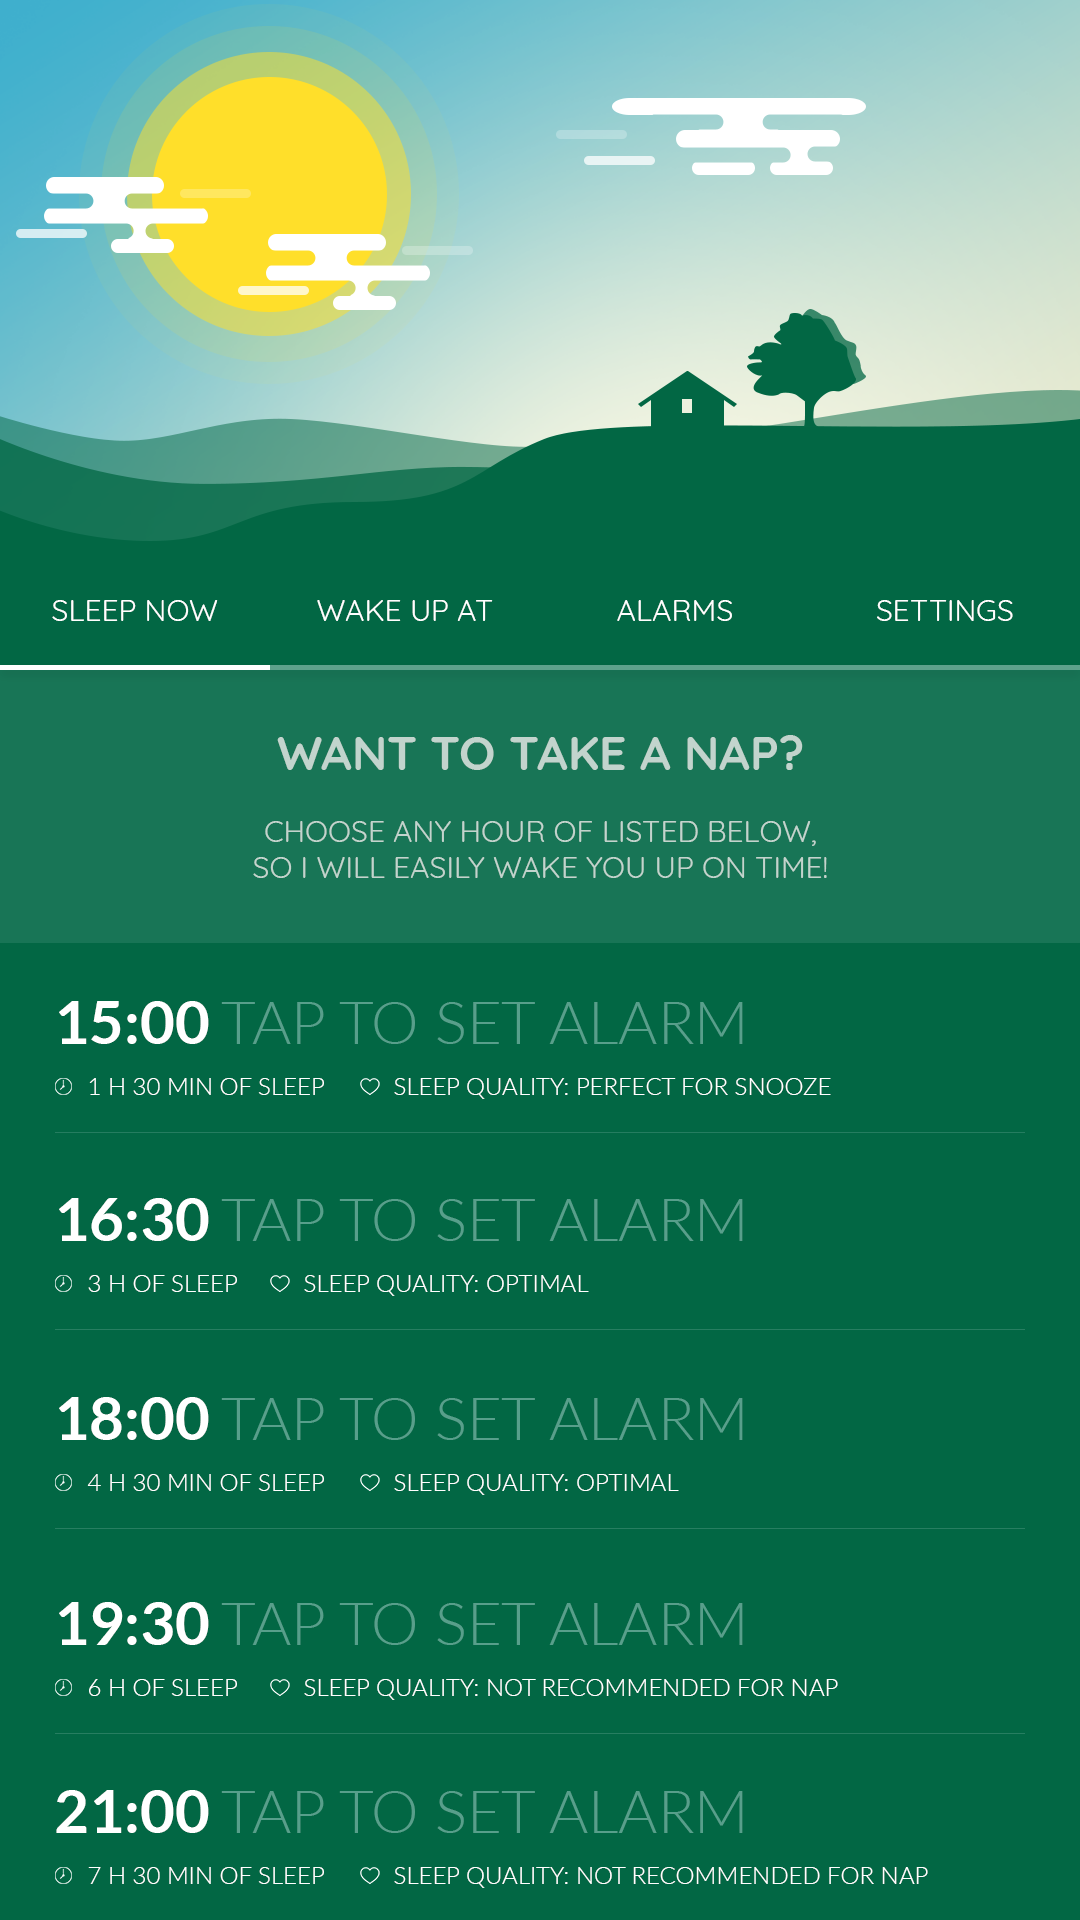 SLEEP NOW WAKE UP AT ALARMS SETTINGS
WANT TO TAKE A NAP?
CHOOSE ANY HOUR OF LISTED BELOW,
SO I WILL EASILY WAKE YOU UP ON TIME!
15:00 TAP TO SET ALARM
1 H 30 MIN OF SLEEP SLEEP QUALITY: PERFECT FOR SNOOZE
16:30 TAP TO SET ALARM
3 H OF SLEEP SLEEP QUALITY: OPTIMAL
18:00 TAP TO SET ALARM
4 H 30 MIN OF SLEEP SLEEP QUALITY: OPTIMAL
19:30 TAP TO SET ALARM
6 H OF SLEEP SLEEP QUALITY: NOT RECOMMENDED FOR NAP
21:00 TAP TO SET ALARM
7 H 30 MIN OF SLEEP SLEEP QUALITY: NOT RECOMMENDED FOR NAP